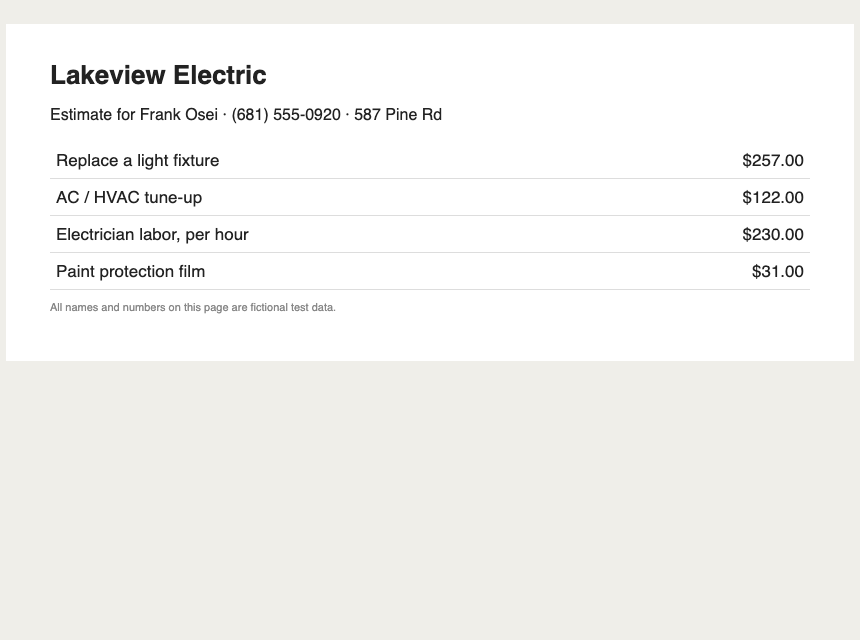 Lakeview Electric
Estimate for Frank Osei · (681) 555-0920 · 587 Pine Rd
Replace a light fixture $257.00
AC / HVAC tune-up $122.00
Electrician labor, per hour $230.00
Paint protection film $31.00
All names and numbers on this page are fictional test data.